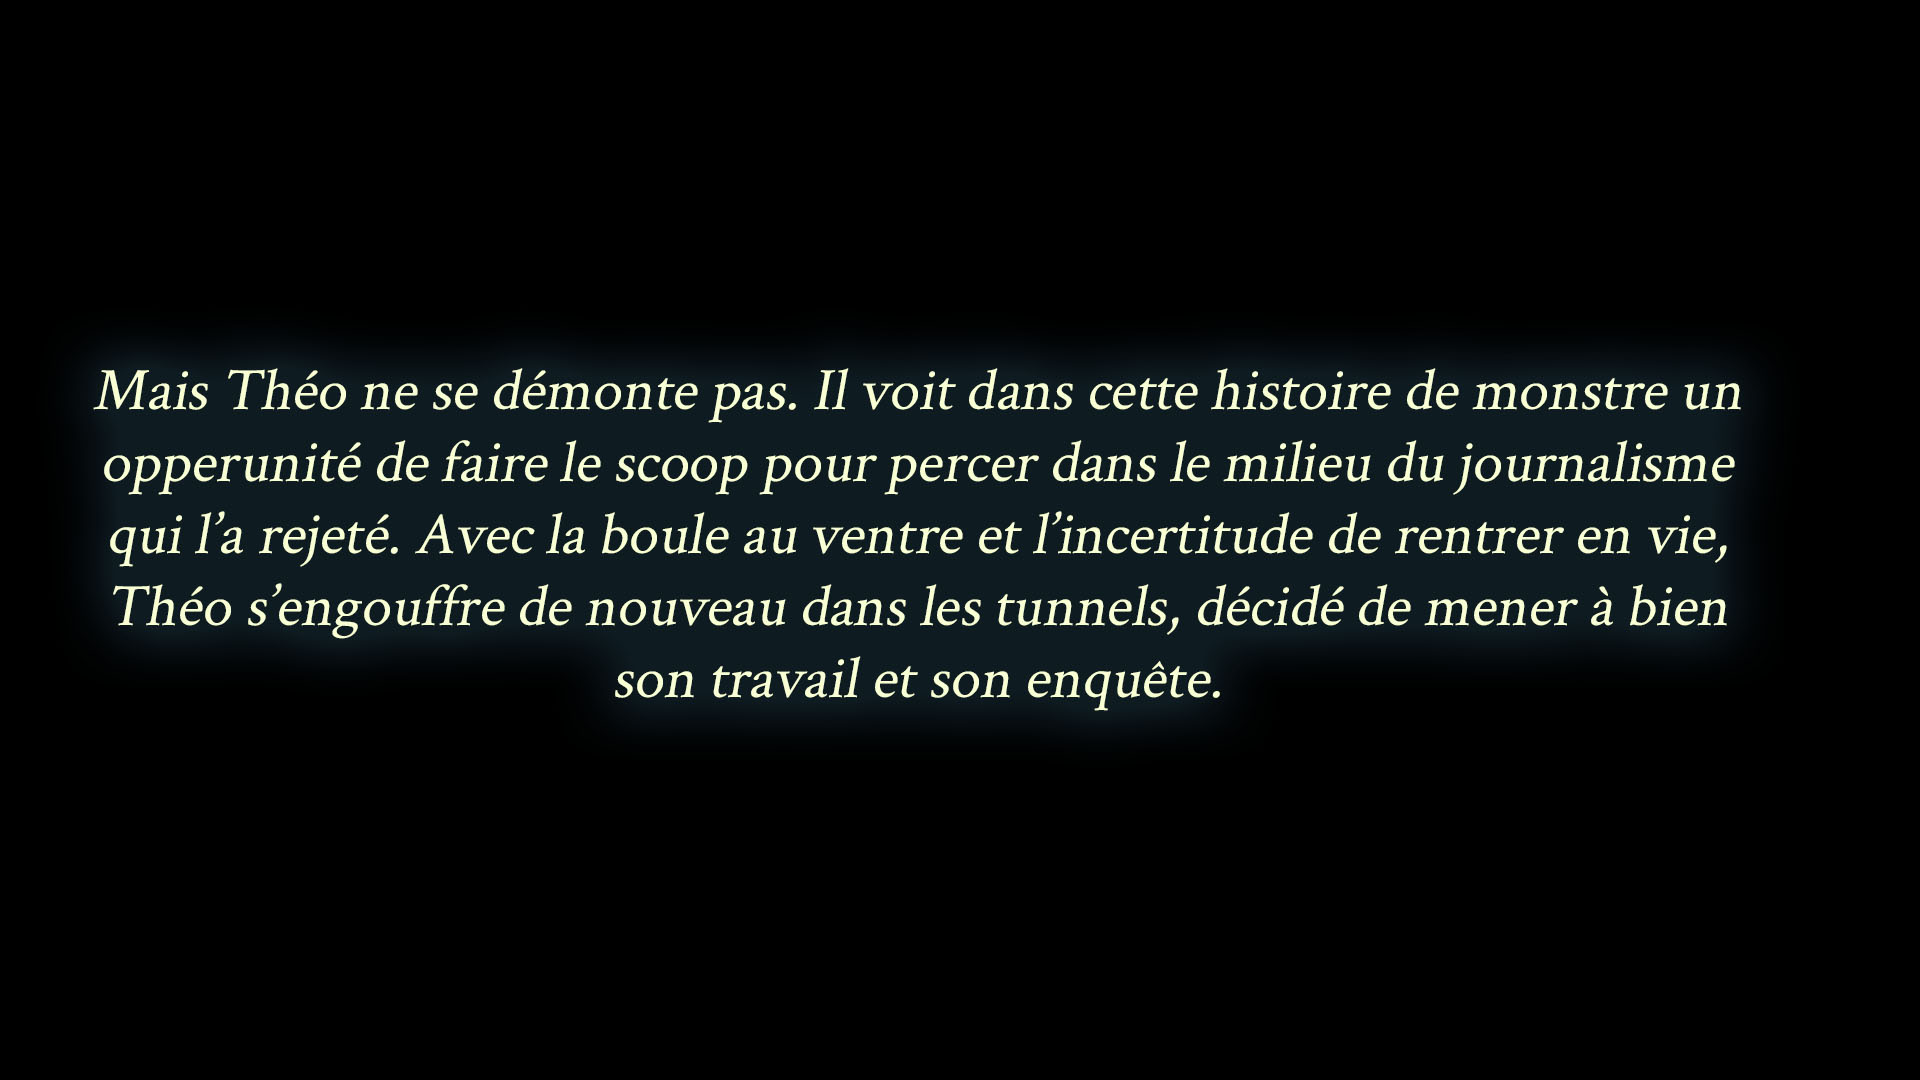 Mais Théo ne se démonte pas. Il voit dans cette histoire de monstre un
opperunité de faire le scoop pour percer dans le milieu du journalisme
qui l’a rejeté. Avec la boule au ventre et l’incertitude de rentrer en vie,
Théo s’engouffre de nouveau dans les tunnels, décidé de mener à bien
son travail et son enquête.